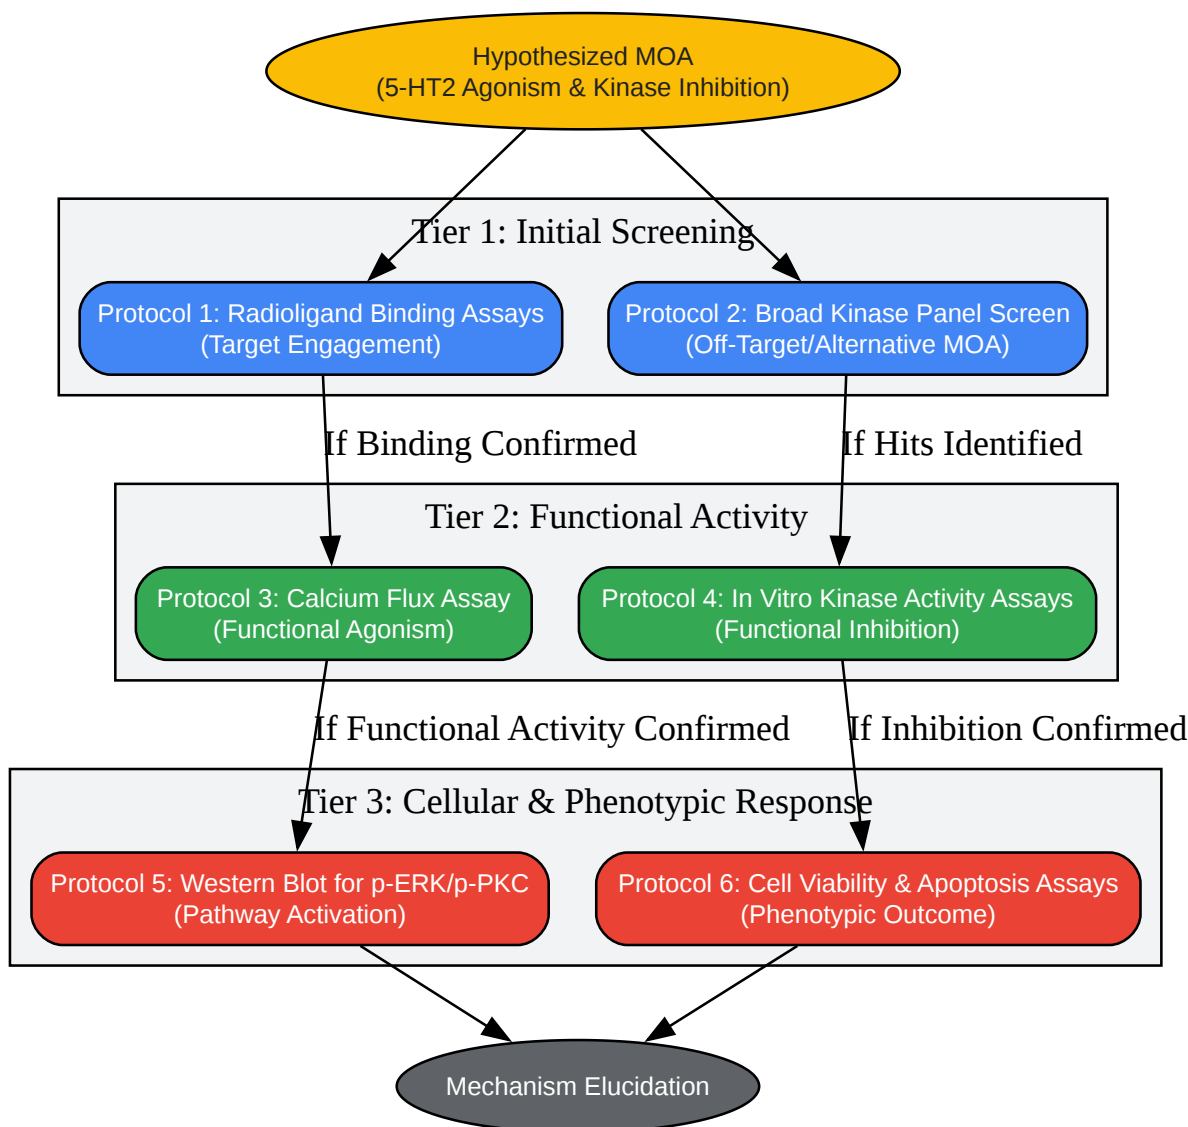 Hypothesized MOA
(5-HT2 Agonism & Kinase Inhibition)
Tier 1: Initial Screening
Protocol 1: Radioligand Binding Assays
(Target Engagement)
Protocol 2: Broad Kinase Panel Screen
(Off-Target/Alternative MOA)
If Binding Confirmed
If Hits Identified
Tier 2: Functional Activity
Protocol 3: Calcium Flux Assay
(Functional Agonism)
Protocol 4: In Vitro Kinase Activity Assays
(Functional Inhibition)
If Functional Activity Confirmed
If Inhibition Confirmed
Tier 3: Cellular & Phenotypic Response
Protocol 5: Western Blot for p-ERK/p-PKC
(Pathway Activation)
Protocol 6: Cell Viability & Apoptosis Assays
(Phenotypic Outcome)
Mechanism Elucidation